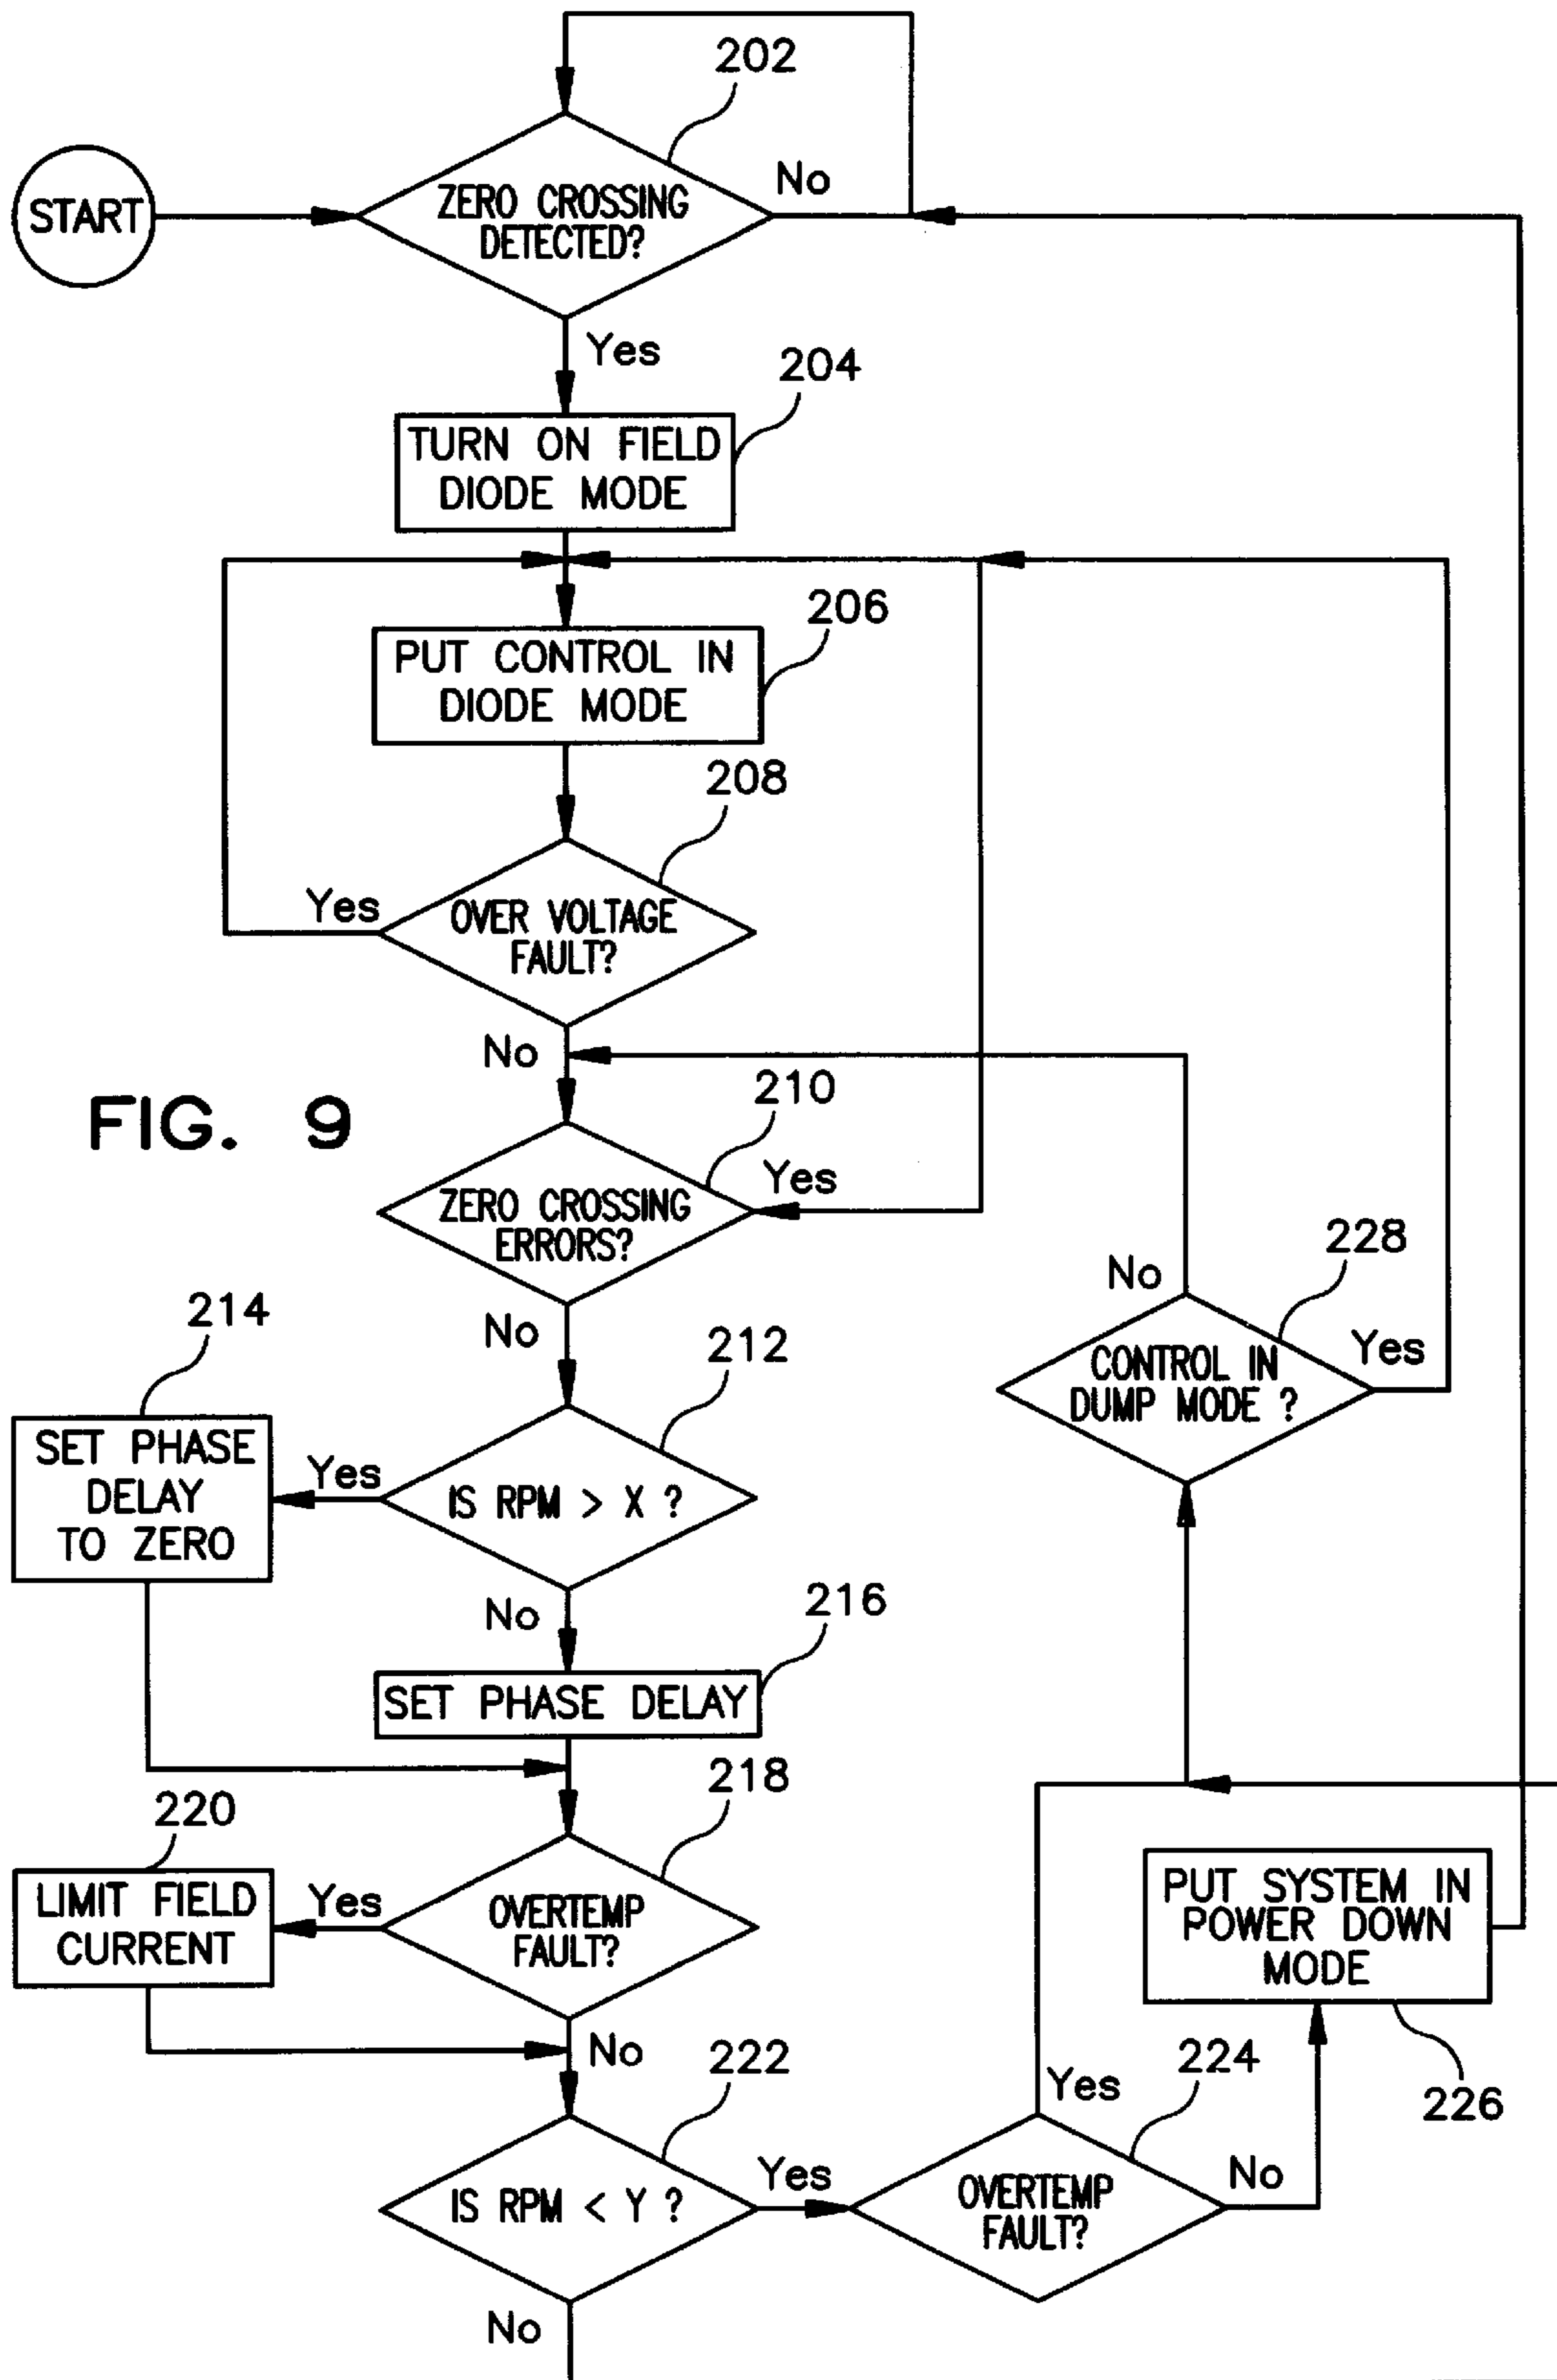 202
START
ZERO CROSSING
DETECTED?
No
Yes
204
TURN ON FIELD
DIODE MODE
206
PUT CONTROL IN
DIODE MODE
208
Yes
OVER VOLTAGE
FAULT?
No
FIG. 9
210
Yes
ZERO CROSSING
ERRORS?
No
228
No
Yes
CONTROL IN
DUMP MODE ?
214
212
SET PHASE
DELAY
TO ZERO
Yes
IS RPM > X ?
No
216
SET PHASE DELAY
218
220
LIMIT FIELD
CURRENT
Yes
OVERTEMP
FAULT?
No
PUT SYSTEM IN
POWER DOWN
MODE
226
222
224
Yes
IS RPM < Y ?
Yes
OVERTEMP
FAULT?
No
No